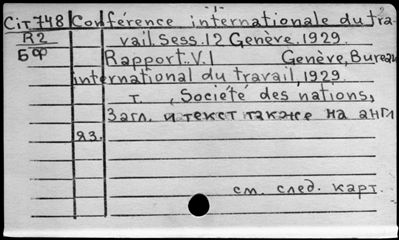 Cіт748 Conférence internationale du tra-
R2 vail. Sess. 12 Genève. 1929.
БФ Rapport. V. 1 Genève, Bureau
international du travail, 1929.
т. , Société des nations,
Загл. и текст также на англ
яз.
см. след. карт.